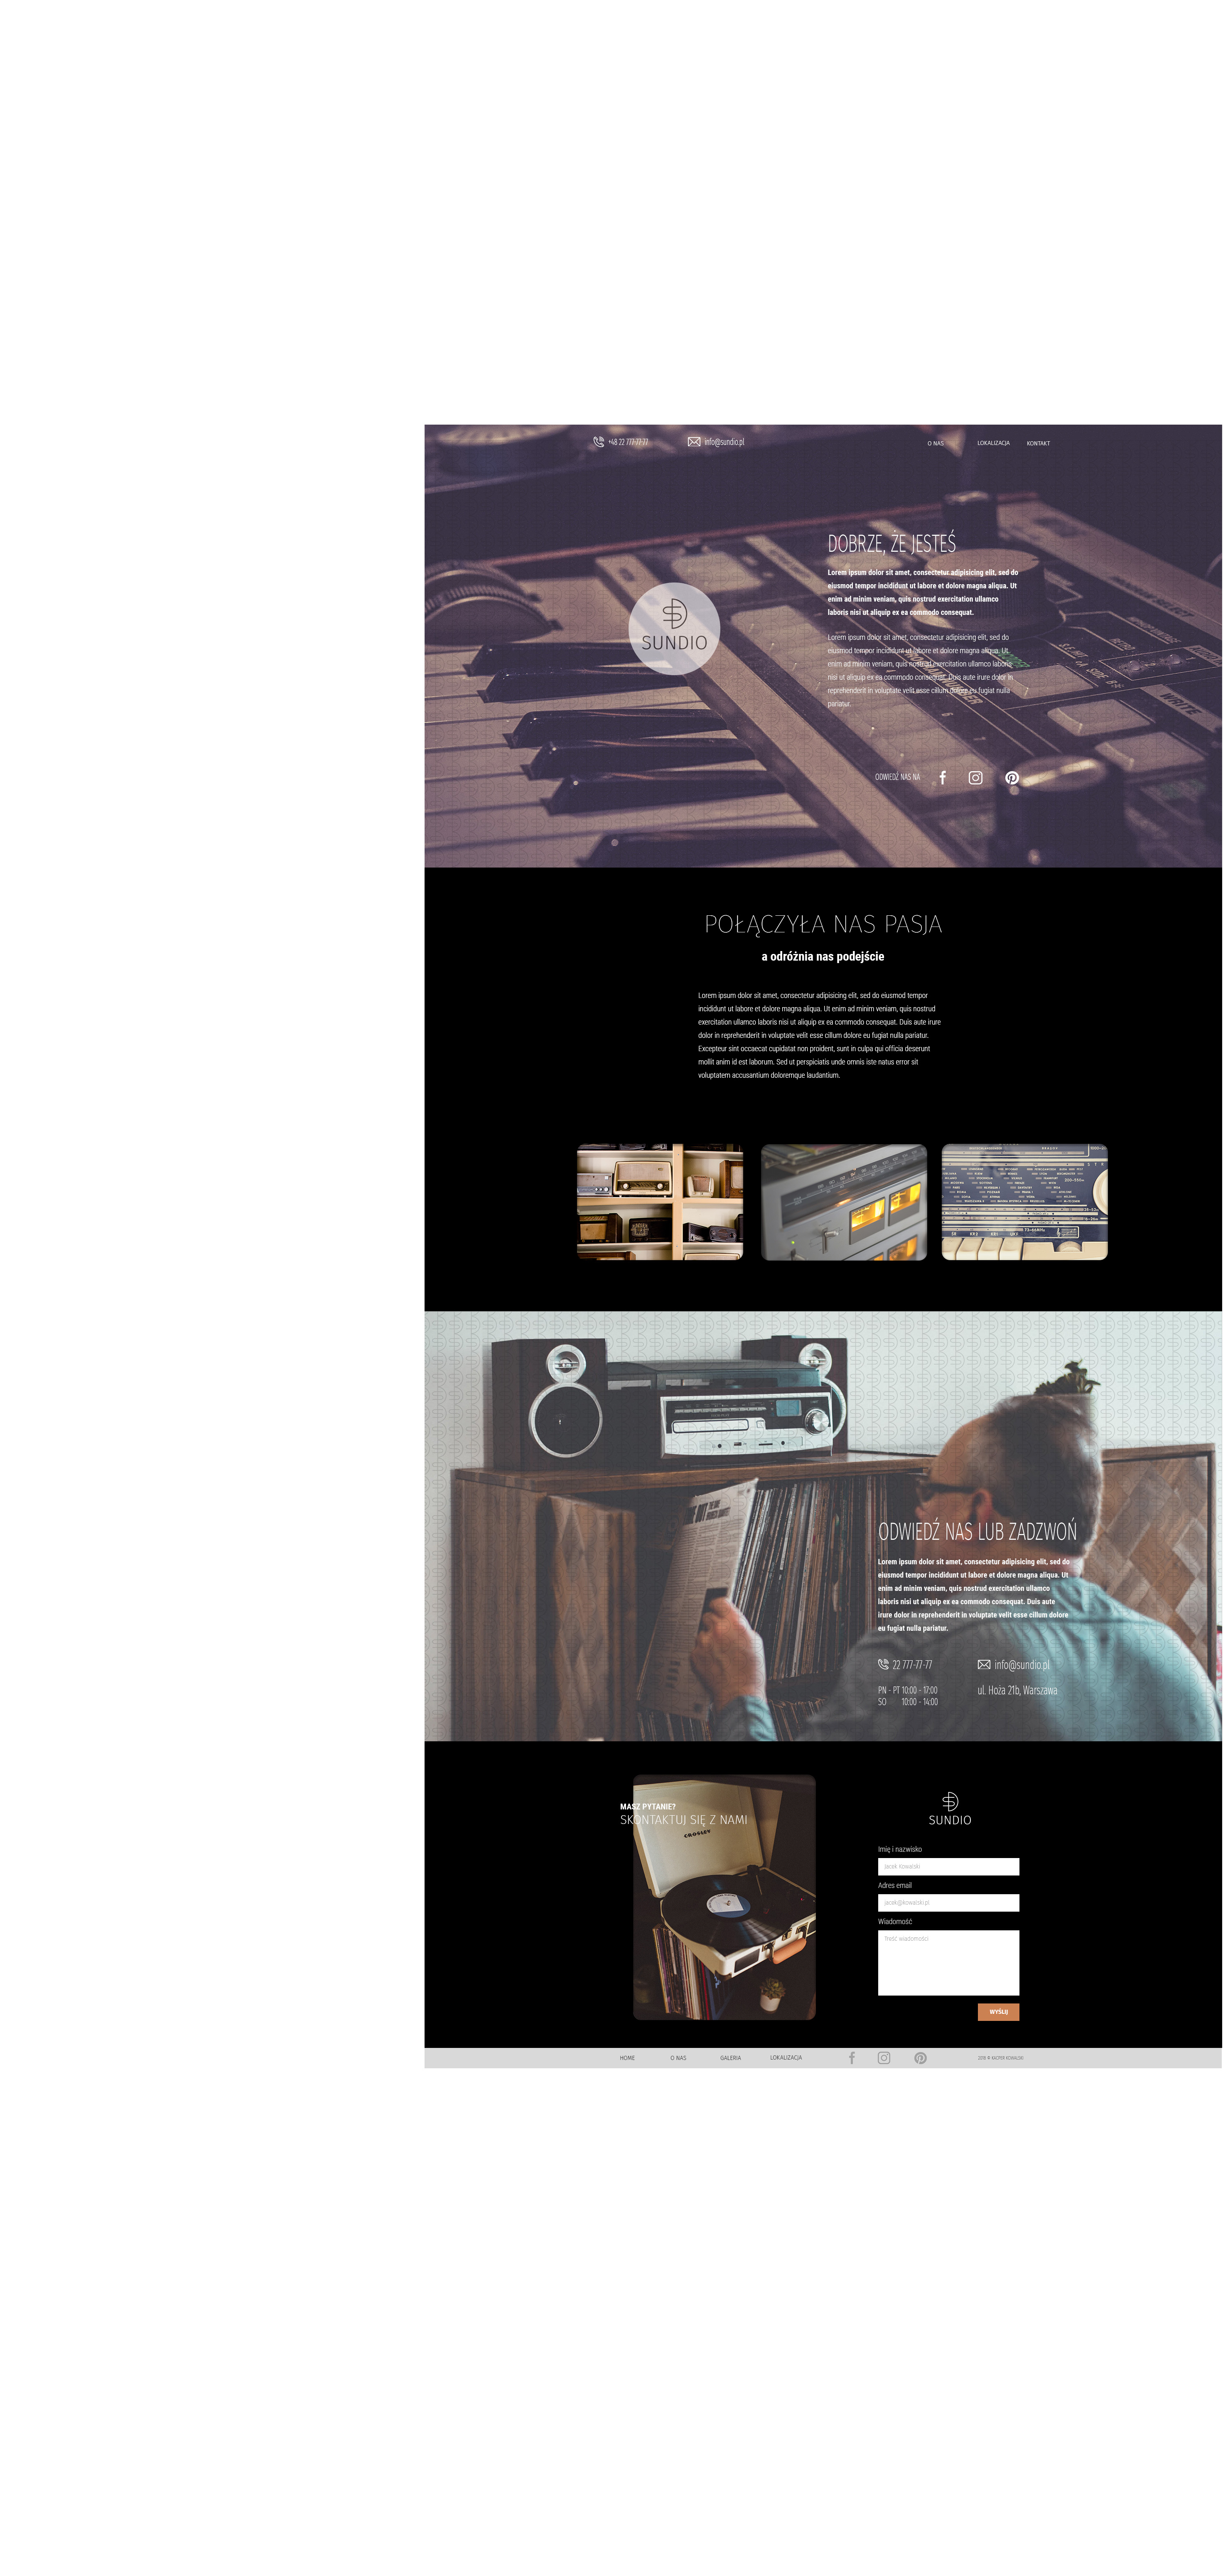 +48 22 777-77-77
info@sundio.pl
O NAS
LOKALIZACJA
KONTAKT
DOBRZE, ŻE JESTEŚ
Lorem ipsum dolor sit amet, consectetur adipisicing elit, sed do
eiusmod tempor incididunt ut labore et dolore magna aliqua. Ut
enim ad minim veniam, quis nostrud exercitation ullamco
laboris nisi ut aliquip ex ea commodo consequat.
SUNDIO
Lorem ipsum dolor sit amet, consectetur adipisicing elit, sed do
eiusmod tempor incididunt ut labore et dolore magna aliqua. Ut
enim ad minim veniam, quis nostrud exercitation ullamco laboris
nisi ut aliquip ex ea commodo consequat. Duis aute irure dolor in
reprehenderit in voluptate velit esse cillum dolore eu fugiat nulla
pariatur.
WRITE
ODWIEDŹ NAS NA
POŁĄCZYŁA NAS PASJA
a odróżnia nas podejście
Lorem ipsum dolor sit amet, consectetur adipisicing elit, sed do eiusmod tempor
incididunt ut labore et dolore magna aliqua. Ut enim ad minim veniam, quis nostrud
exercitation ullamco laboris nisi ut aliquip ex ea commodo consequat. Duis aute irure
dolor in reprehenderit in voluptate velit esse cillum dolore eu fugiat nulla pariatur.
Excepteur sint occaecat cupidatat non proident, sunt in culpa qui officia deserunt
mollit anim id est laborum. Sed ut perspiciatis unde omnis iste natus error sit
voluptatem accusantium doloremque laudantium.
ODWIEDŹ NAS LUB ZADZWOŃ
Lorem ipsum dolor sit amet, consectetur adipisicing elit, sed do
eiusmod tempor incididunt ut labore et dolore magna aliqua. Ut
enim ad minim veniam, quis nostrud exercitation ullamco
laboris nisi ut aliquip ex ea commodo consequat. Duis aute
irure dolor in reprehenderit in voluptate velit esse cillum dolore
eu fugiat nulla pariatur.
22 777-77-77
info@sundio.pl
PN - PT 10:00 - 17:00
SO 10:00 - 14:00
ul. Hoża 21b, Warszawa
MASZ PYTANIE?
SKONTAKTUJ SIĘ Z NAMI
crosley
SUNDIO
Imię i nazwisko
Jacek Kowalski
Adres email
jacek@kowalski.pl
Wiadomość
Treść wiadomości
WYŚLIJ
HOME
O NAS
GALERIA
LOKALIZACJA